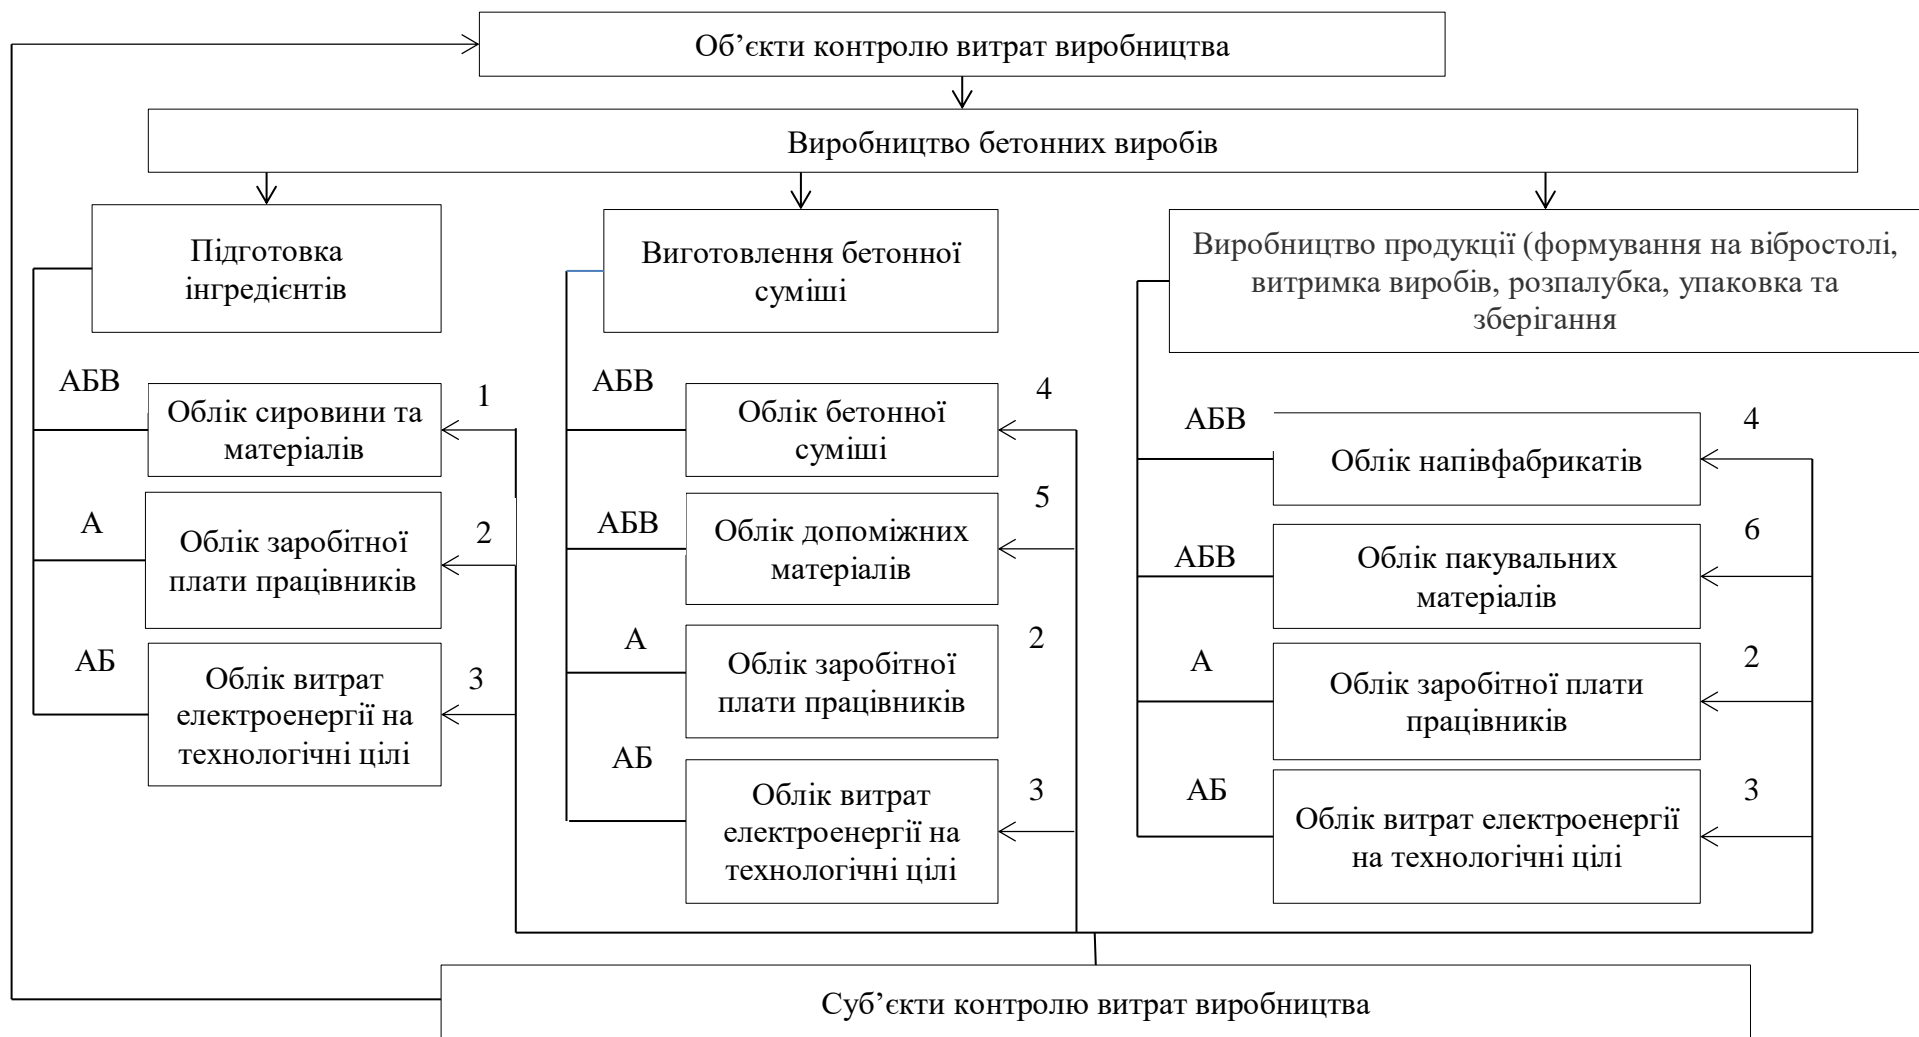 Об’єкти контролю витрат виробництва
Виробництво бетонних виробів
Підготовка
інгредієнтів
АБВ
Облік сировини та
матеріалів
1
А
Облік заробітної
плати працівників
2
АБ
Облік витрат
електроенергії на
технологічні цілі
3
Виготовлення бетонної
суміші
АБВ
Облік бетонної
суміші
4
АБВ
Облік допоміжних
матеріалів
5
А
Облік заробітної
плати працівників
2
АБ
Облік витрат
електроенергії на
технологічні цілі
3
Виробництво продукції (формування на вібростолі,
витримка виробів, розпалубка, упаковка та
зберігання
АБВ
Облік напівфабрикатів
4
АБВ
Облік пакувальних
матеріалів
6
А
Облік заробітної плати
працівників
2
АБ
Облік витрат електроенергії
на технологічні цілі
3
Суб’єкти контролю витрат виробництва